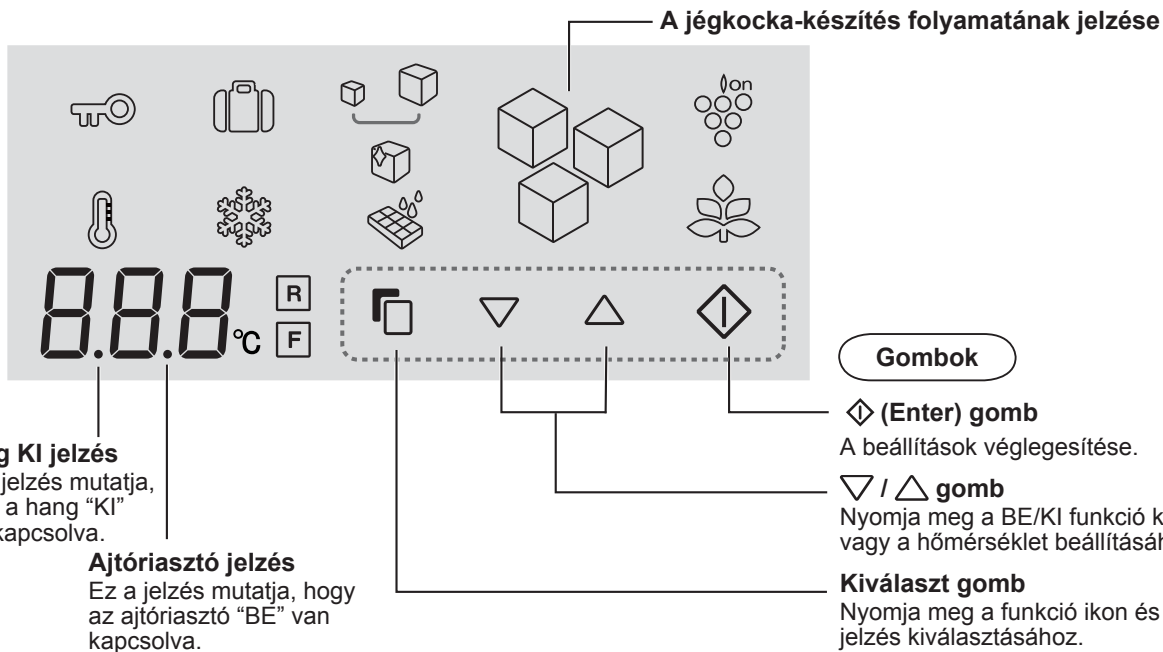 A jégkocka-készítés folyamatának jelzése
ion
888 °C
R
F
Gombok
(Enter) gomb
A beállítások véglegesítése.
/ gomb
Nyomja meg a BE/KI funkció
vagy a hőmérséklet
Kiválaszt gomb
Nyomja meg a funkció ikon és
jelzés kiválasztásához.
KI jelzés
jelzés mutatja,
a hang “KI”
kapcsolva.
Ajtóriasztó jelzés
Ez a jelzés mutatja, hogy
az ajtóriasztó “BE” van
kapcsolva.